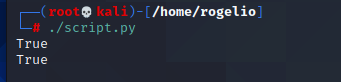 ┌──(root💀kali)-[/home/rogelio]
└─# ./script.py
True
True